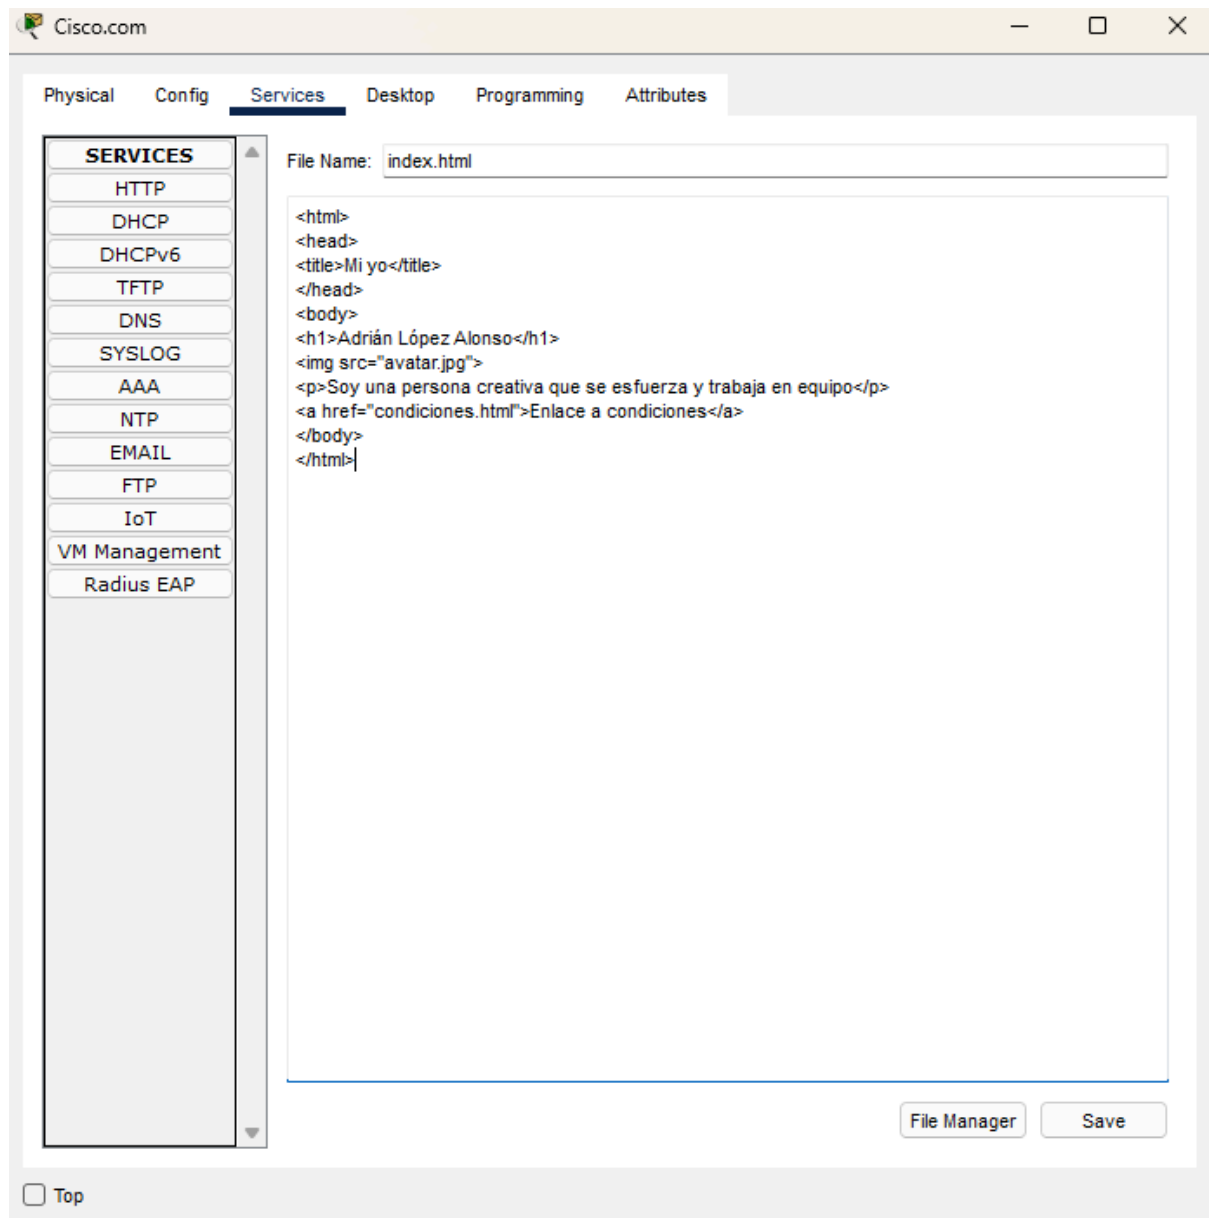 Cisco.com
Physical Config Services Desktop Programming Attributes
SERVICES
HTTP
DHCP
DHCPv6
TFTP
DNS
SYSLOG
AAA
NTP
EMAIL
FTP
IoT
VM Management
Radius EAP
File Name: index.html
<html>
<head>
<title>Mi yo</title>
</head>
<body>
<h1>Adrián López Alonso</h1>
<img src="avatar.jpg">
<p>Soy una persona creativa que se esfuerza y trabaja en equipo</p>
<a href="condiciones.html">Enlace a condiciones</a>
</body>
</html>
File Manager Save
Top